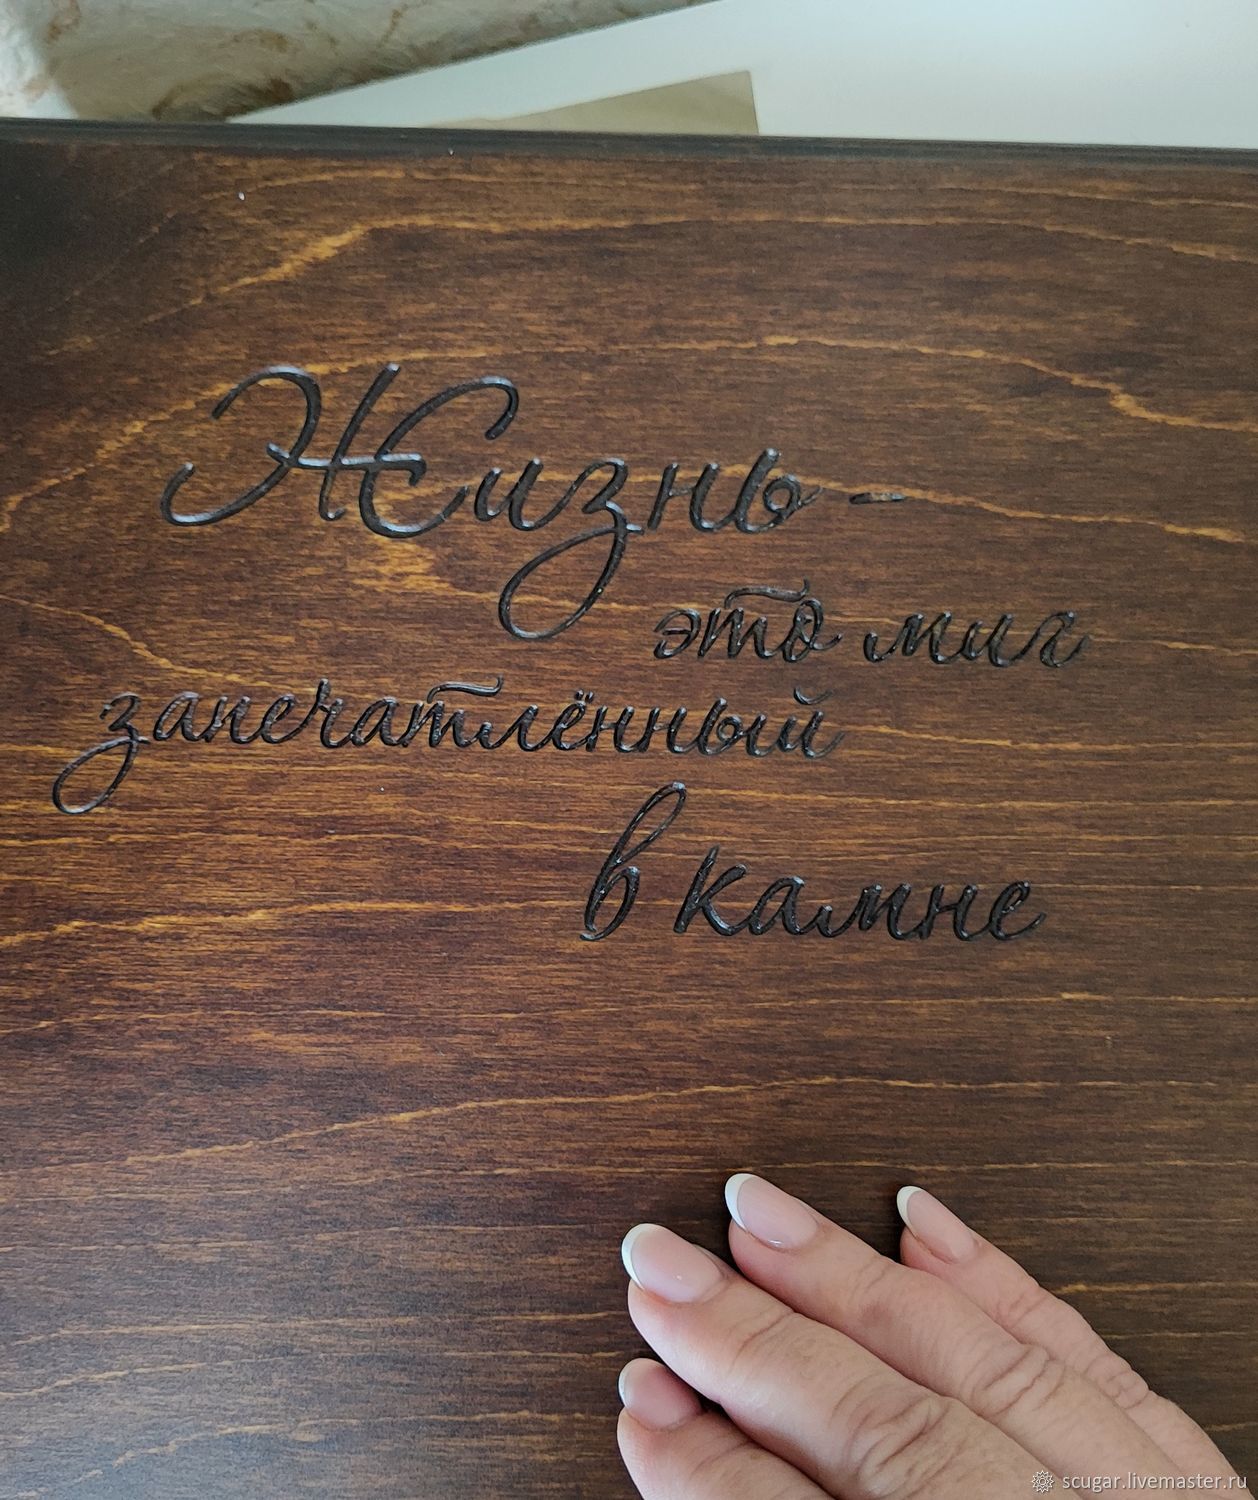 Жизнь -
это миг
запечатлённый
в камне
scugar.livemaster.ru